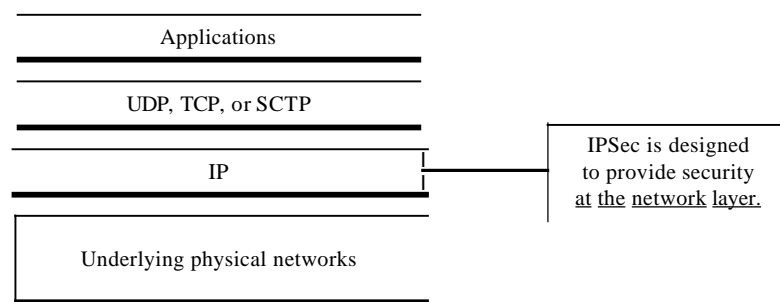 Applications
UDP, TCP, or SCTP
IP
IPSec is designed
to provide security
at the network layer.
Underlying physical networks